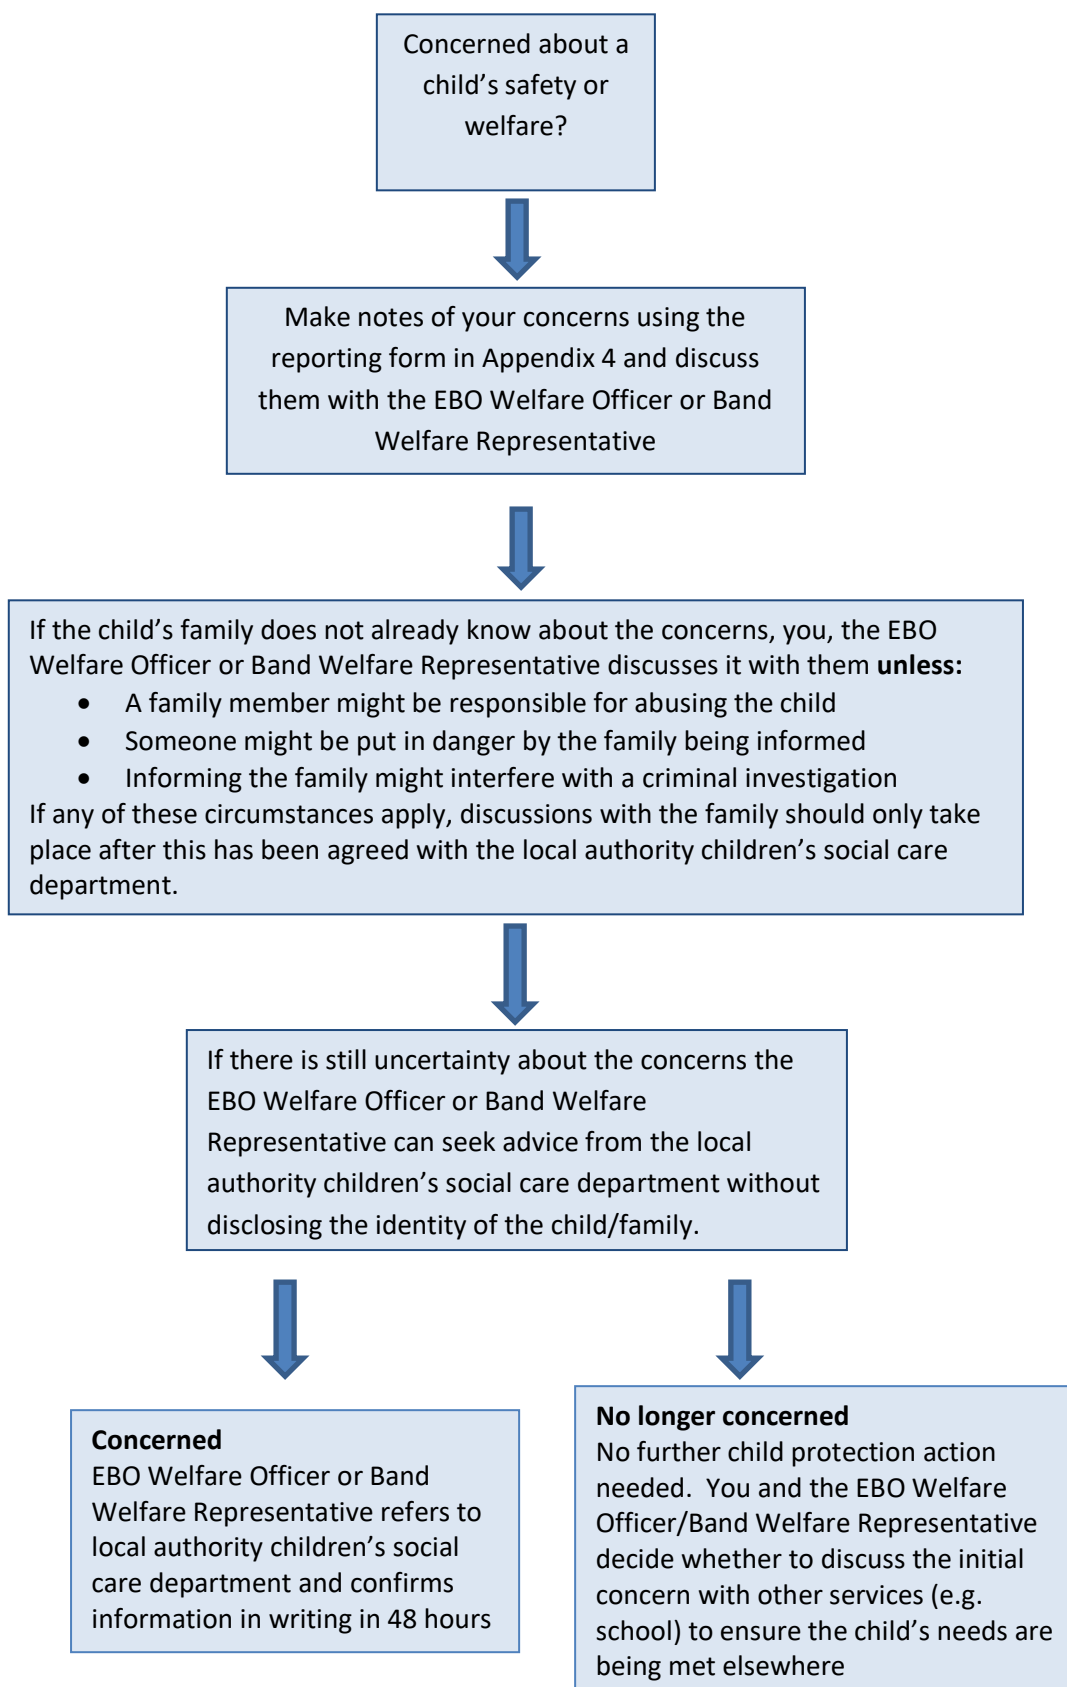 Concerned about a
child’s safety or
welfare?
Make notes of your concerns using the
reporting form in Appendix 4 and discuss
them with the EBO Welfare Officer or Band
Welfare Representative
If the child’s family does not already know about the concerns, you, the EBO
Welfare Officer or Band Welfare Representative discusses it with them unless:
• A family member might be responsible for abusing the child
• Someone might be put in danger by the family being informed
• Informing the family might interfere with a criminal investigation
If any of these circumstances apply, discussions with the family should only take
place after this has been agreed with the local authority children’s social care
department.
If there is still uncertainty about the concerns the
EBO Welfare Officer or Band Welfare
Representative can seek advice from the local
authority children’s social care department without
disclosing the identity of the child/family.
Concerned
EBO Welfare Officer or Band
Welfare Representative refers to
local authority children’s social
care department and confirms
information in writing in 48 hours
No longer concerned
No further child protection action
needed.  You and the EBO Welfare
Officer/Band Welfare Representative
decide whether to discuss the initial
concern with other services (e.g.
school) to ensure the child’s needs are
being met elsewhere